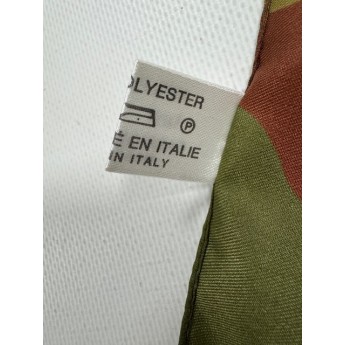 OLYESTER
P
É EN ITALIE
IN ITALY